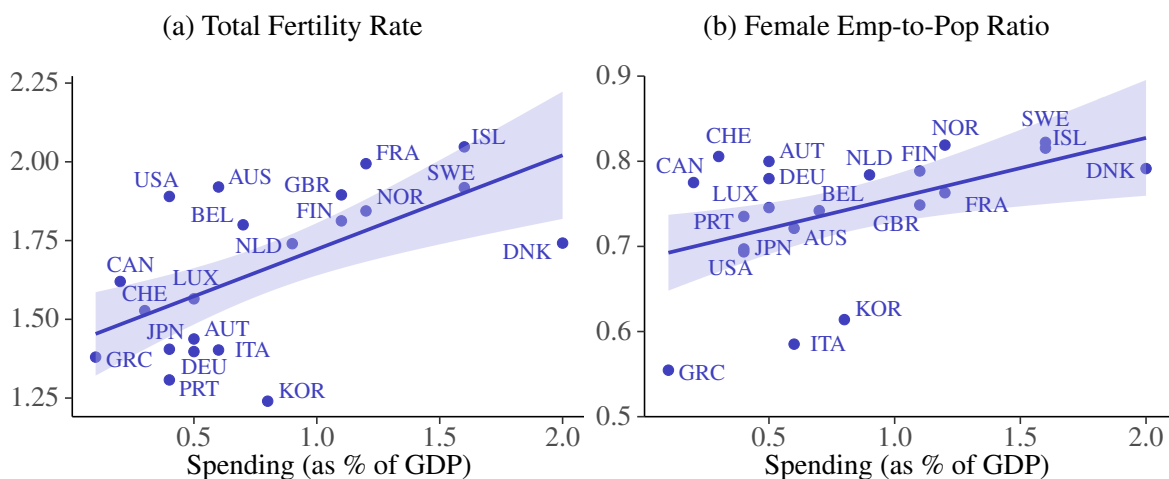 (a) Total Fertility Rate
2.25
2.00
1.75
1.50
1.25
ISL
FRA
SWE
USA
AUS
GBR
NOR
BEL
FIN
NLD
DNK
CAN
LUX
CHE
JPN
AUT
ITA
GRC
DEU
PRT
KOR
0.5
1.0
1.5
2.0
Spending (as % of GDP)
(b) Female Emp-to-Pop Ratio
0.9
0.8
0.7
0.6
0.5
SWE
NOR
ISL
CHE
AUT
NLD
FIN
CAN
DEU
DNK
LUX
BEL
FRA
PRT
GBR
JPN
AUS
USA
KOR
ITA
GRC
0.5
1.0
1.5
2.0
Spending (as % of GDP)